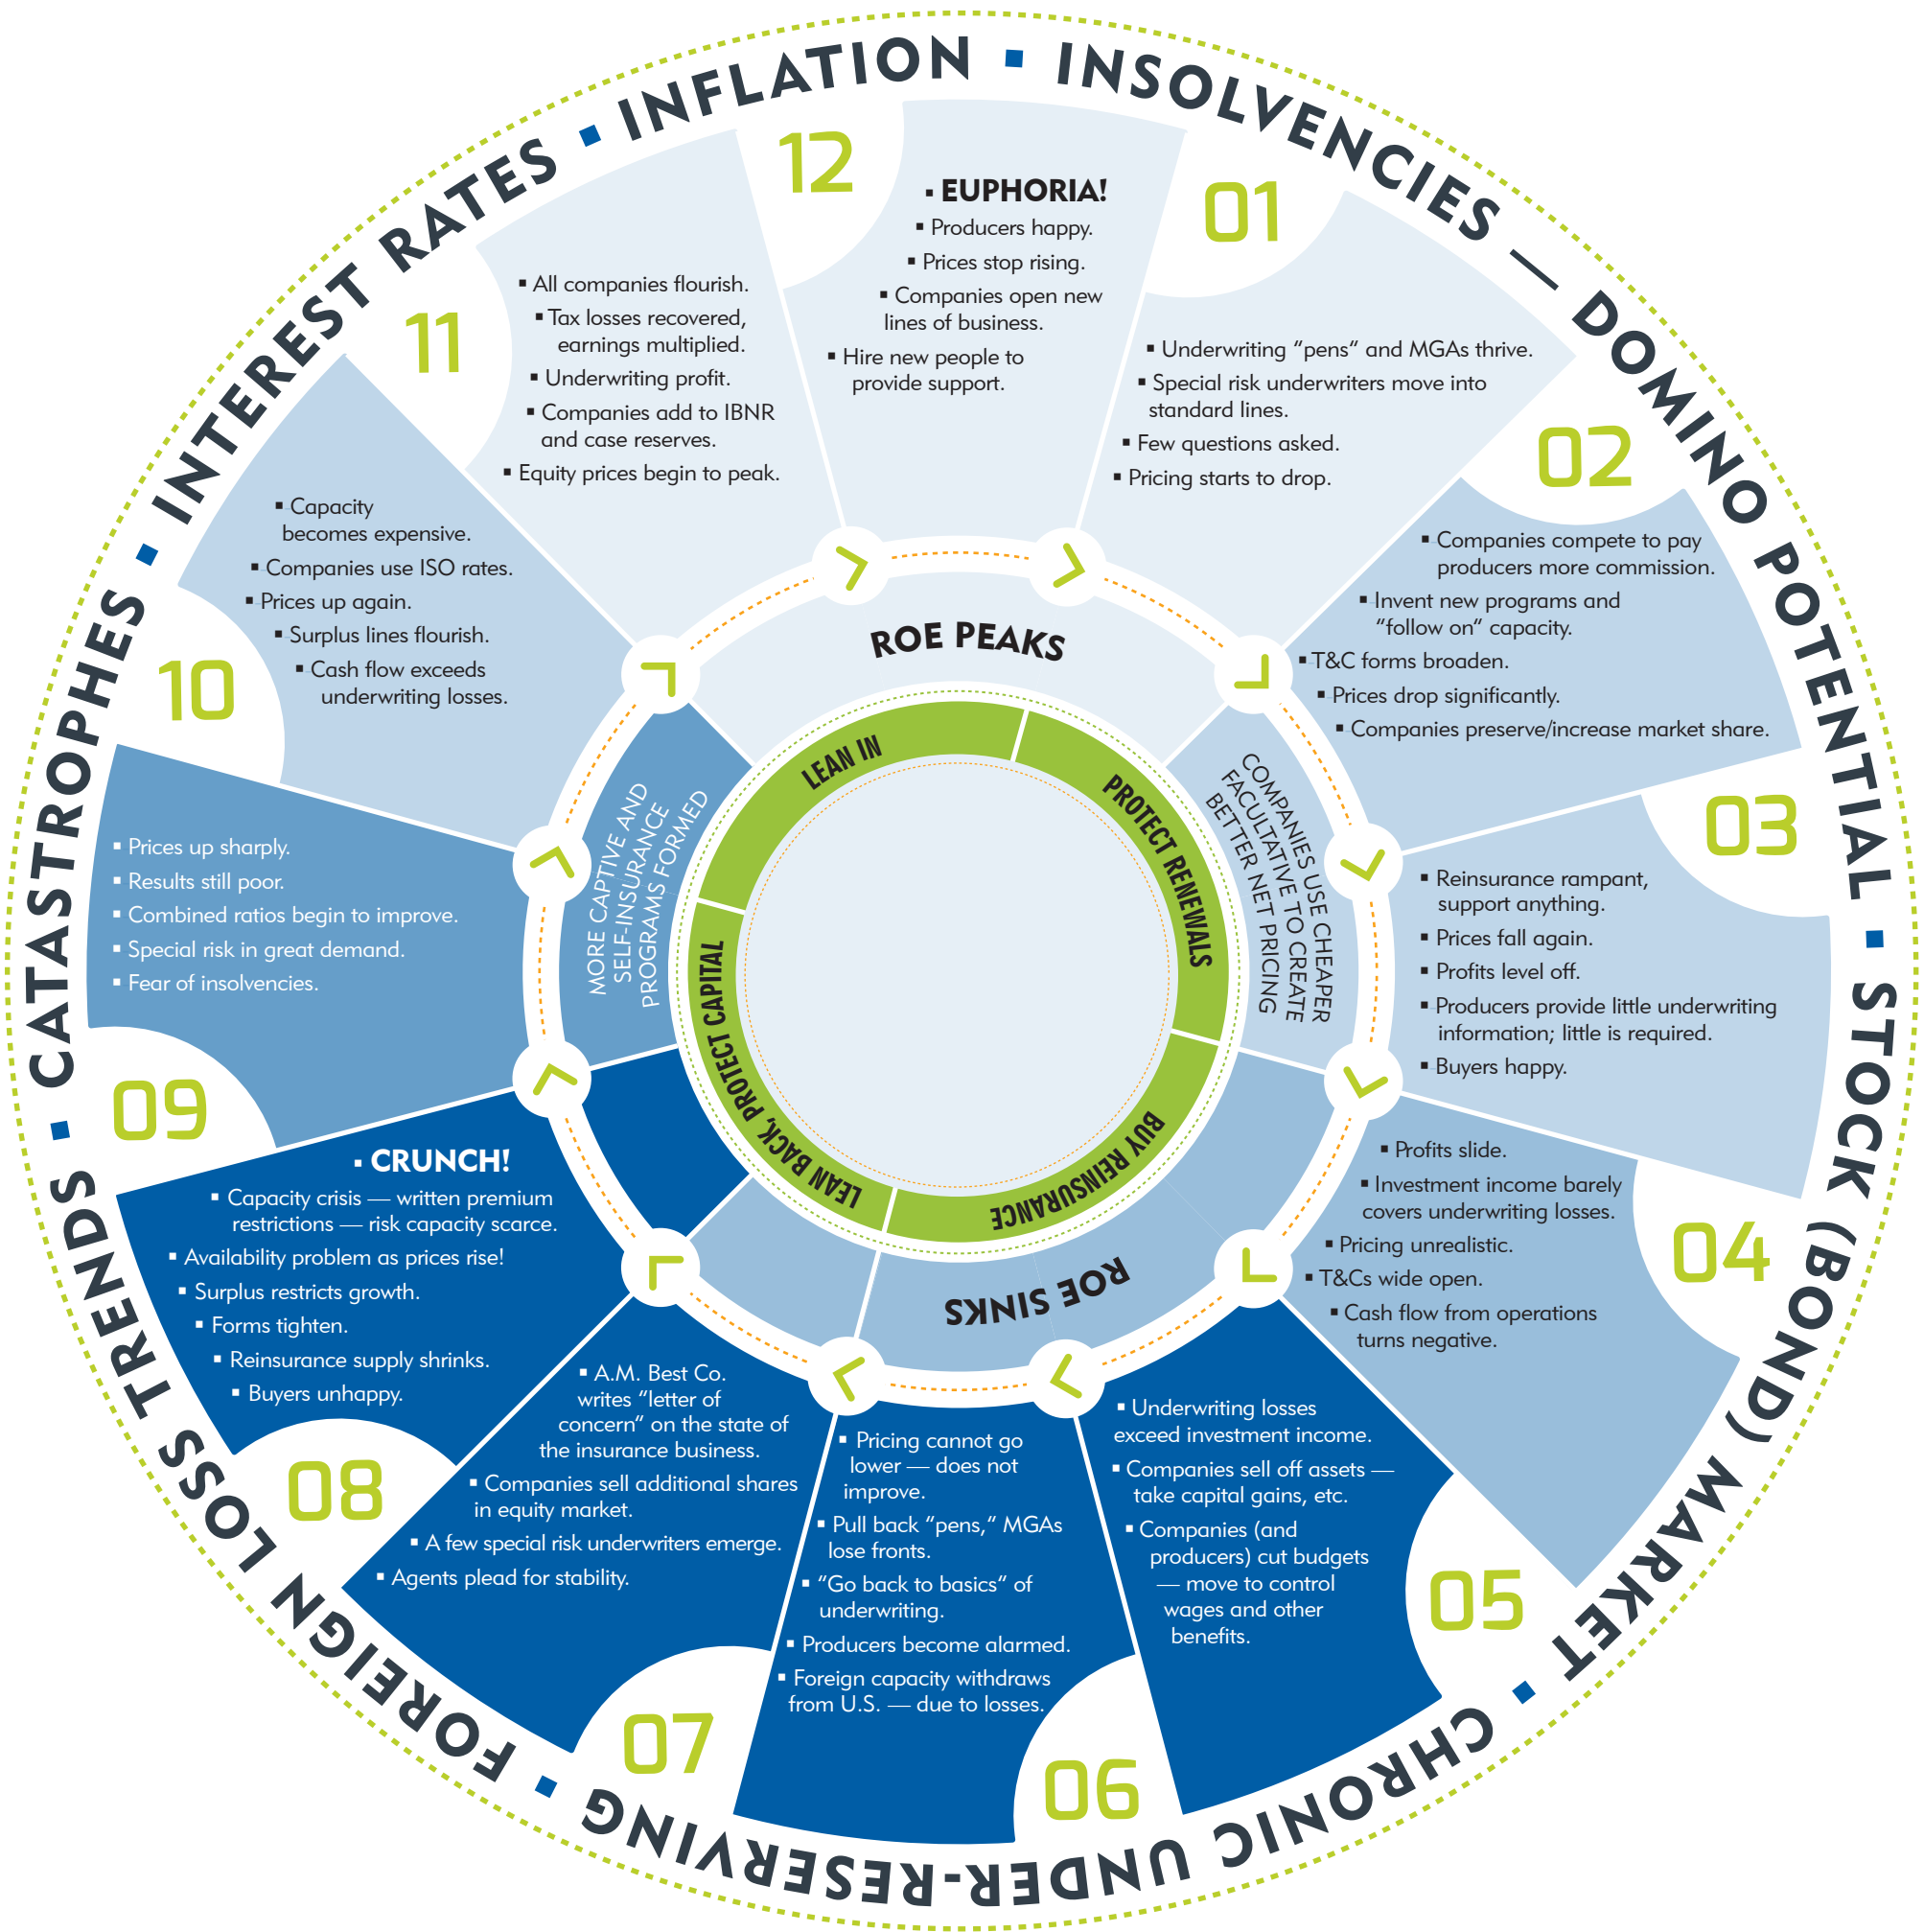 INFLATION ▪ INSOLVENCIES — DOMINO POTENTIAL ▪ STOCK (BOND) MARKET ▪ CHRONIC UNDER-RESERVING ▪ FOREIGN LOSS TRENDS ▪ CATASTROPHES ▪ INTEREST RATES ▪
12
▪ EUPHORIA!
▪ Producers happy.
▪ Prices stop rising.
▪ Companies open new
lines of business.
▪ Hire new people to
provide support.
01
▪ Underwriting “pens“ and MGAs thrive.
▪ Special risk underwriters move into
standard lines.
▪ Few questions asked.
▪ Pricing starts to drop.
02
▪ Companies compete to pay
producers more commission.
▪ Invent new programs and
“follow on“ capacity.
▪ T&C forms broaden.
▪ Prices drop significantly.
▪ Companies preserve/increase market share.
03
▪ Reinsurance rampant,
support anything.
▪ Prices fall again.
▪ Profits level off.
▪ Producers provide little underwriting
information; little is required.
▪ Buyers happy.
04
▪ Profits slide.
▪ Investment income barely
covers underwriting losses.
▪ Pricing unrealistic.
▪ T&Cs wide open.
▪ Cash flow from operations
turns negative.
05
▪ Underwriting losses
exceed investment income.
▪ Companies sell off assets —
take capital gains, etc.
▪ Companies (and
producers) cut budgets
— move to control
wages and other
benefits.
06
▪ Pricing cannot go
lower — does not
improve.
▪ Pull back “pens,“ MGAs
lose fronts.
▪ “Go back to basics“ of
underwriting.
▪ Producers become alarmed.
▪ Foreign capacity withdraws
from U.S. — due to losses.
07
▪ A.M. Best Co.
writes “letter of
concern“ on the state of
the insurance business.
▪ Companies sell additional shares
in equity market.
▪ A few special risk underwriters emerge.
▪ Agents plead for stability.
08
▪ CRUNCH!
▪ Capacity crisis — written premium
restrictions — risk capacity scarce.
▪ Availability problem as prices rise!
▪ Surplus restricts growth.
▪ Forms tighten.
▪ Reinsurance supply shrinks.
▪ Buyers unhappy.
09
▪ Prices up sharply.
▪ Results still poor.
▪ Combined ratios begin to improve.
▪ Special risk in great demand.
▪ Fear of insolvencies.
10
▪ Capacity
becomes expensive.
▪ Companies use ISO rates.
▪ Prices up again.
▪ Surplus lines flourish.
▪ Cash flow exceeds
underwriting losses.
11
▪ All companies flourish.
▪ Tax losses recovered,
earnings multiplied.
▪ Underwriting profit.
▪ Companies add to IBNR
and case reserves.
▪ Equity prices begin to peak.
ROE PEAKS
COMPANIES USE CHEAPER
FACULTATIVE TO CREATE
BETTER NET PRICING
ROE SINKS
MORE CAPTIVE AND
SELF-INSURANCE
PROGRAMS FORMED
LEAN IN
PROTECT RENEWALS
BUY REINSURANCE
LEAN BACK, PROTECT CAPITAL